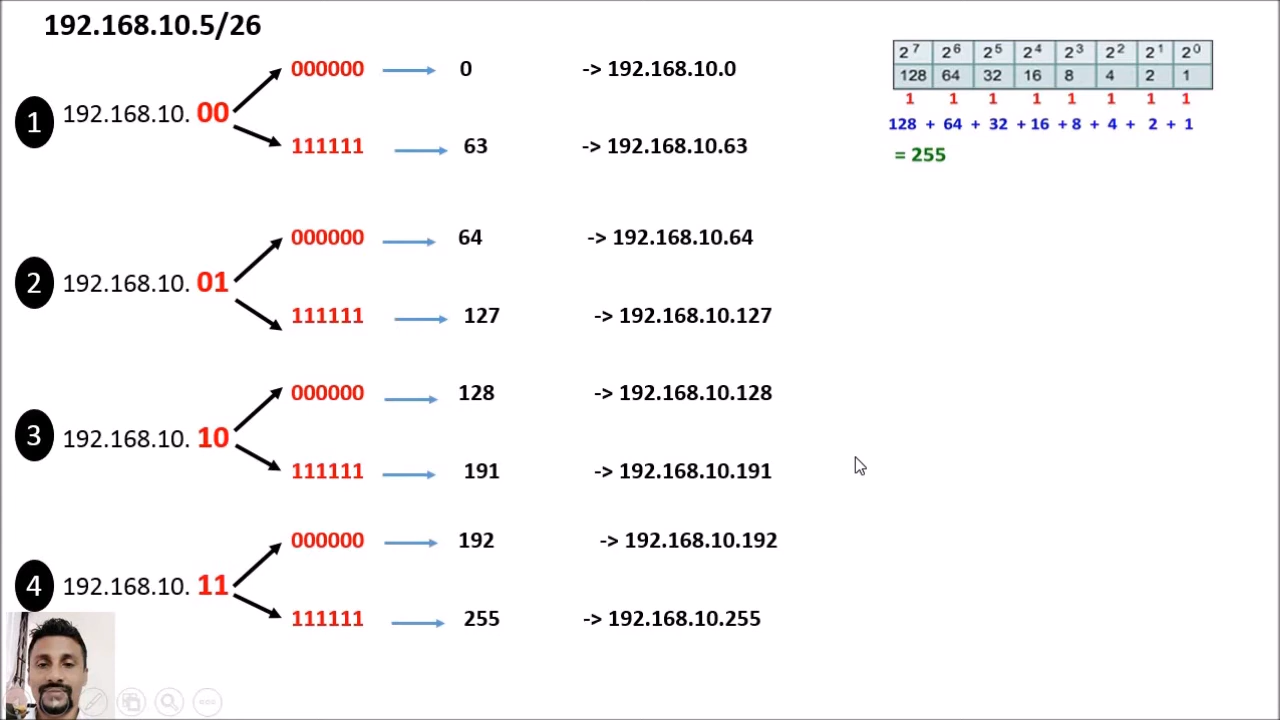 192.168.10.5/26
1 192.168.10. 00
000000 0 -> 192.168.10.0
111111 63 -> 192.168.10.63
2 192.168.10. 01
000000 64 -> 192.168.10.64
111111 127 -> 192.168.10.127
3 192.168.10. 10
000000 128 -> 192.168.10.128
111111 191 -> 192.168.10.191
4 192.168.10. 11
000000 192 -> 192.168.10.192
111111 255 -> 192.168.10.255
2⁷ 2⁶ 2⁵ 2⁴ 2³ 2² 2¹ 2⁰
128 64 32 16 8 4 2 1
1 1 1 1 1 1 1 1
128 + 64 + 32 + 16 + 8 + 4 + 2 + 1
= 255